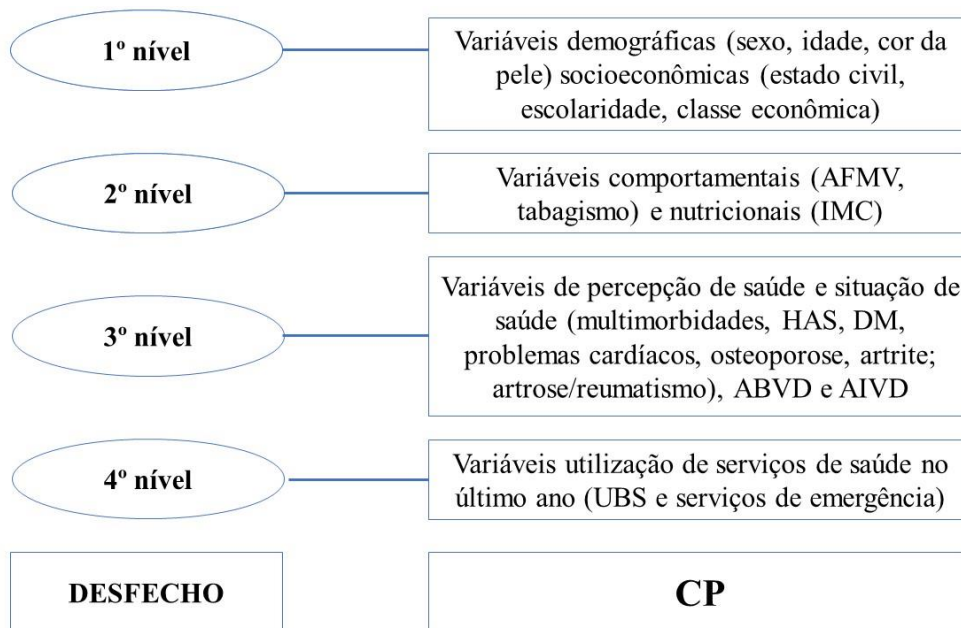 1º nível
Variáveis demográficas (sexo, idade, cor da
pele) socioeconômicas (estado civil,
escolaridade, classe econômica)
2º nível
Variáveis comportamentais (AFMV,
tabagismo) e nutricionais (IMC)
3º nível
Variáveis de percepção de saúde e situação de
saúde (multimorbidades, HAS, DM,
problemas cardíacos, osteoporose, artrite;
artrose/reumatismo), ABVD e AIVD
4º nível
Variáveis utilização de serviços de saúde no
último ano (UBS e serviços de emergência)
DESFECHO
CP